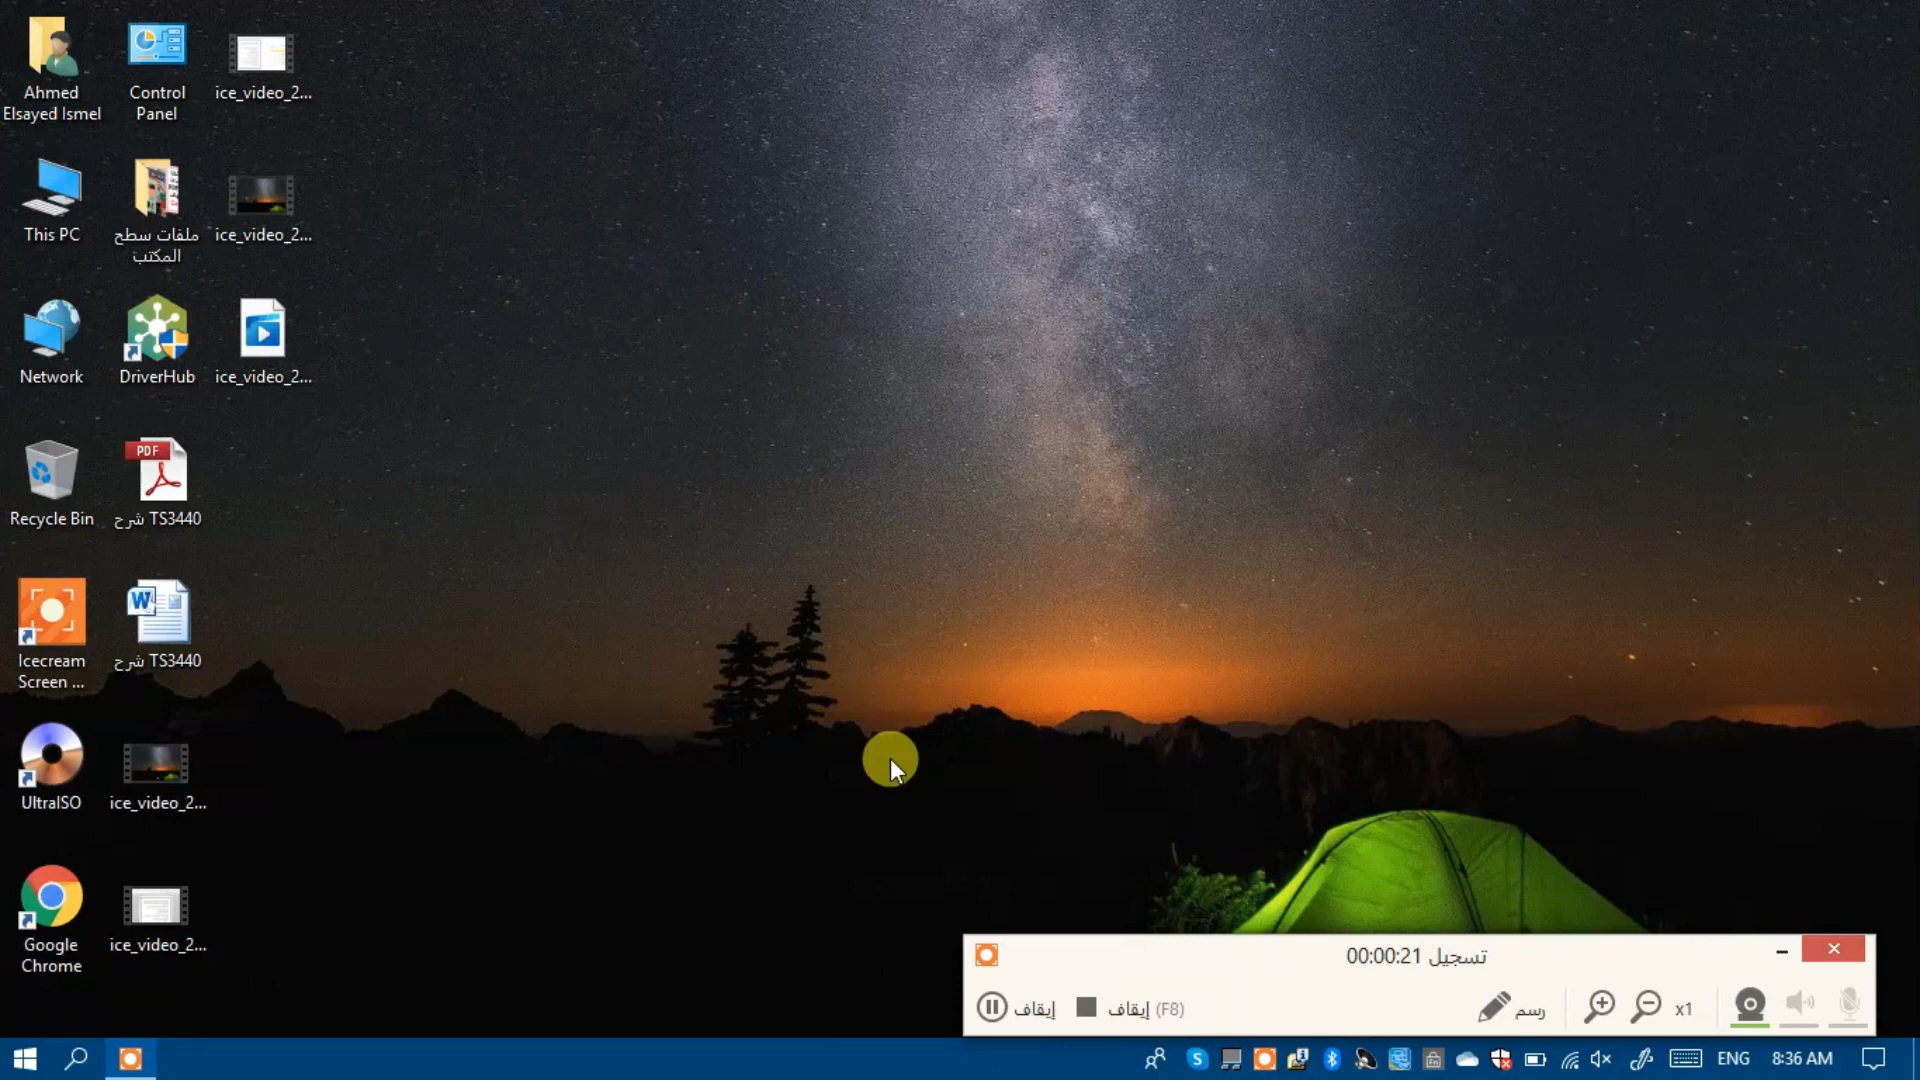 Ahmed
Elsayed Ismel
Control
Panel
ice_video_2...
This PC
ملفات سطح
المكتب
ice_video_2...
Network
DriverHub
ice_video_2...
Recycle Bin
PDF
شرح TS3440
Icecream
Screen ...
W
شرح TS3440
UltraISO
ice_video_2...
Google
Chrome
ice_video_2...
تسجيل 00:00:21
إيقاف
إيقاف (F8)
رسم
x1
ENG
8:36 AM